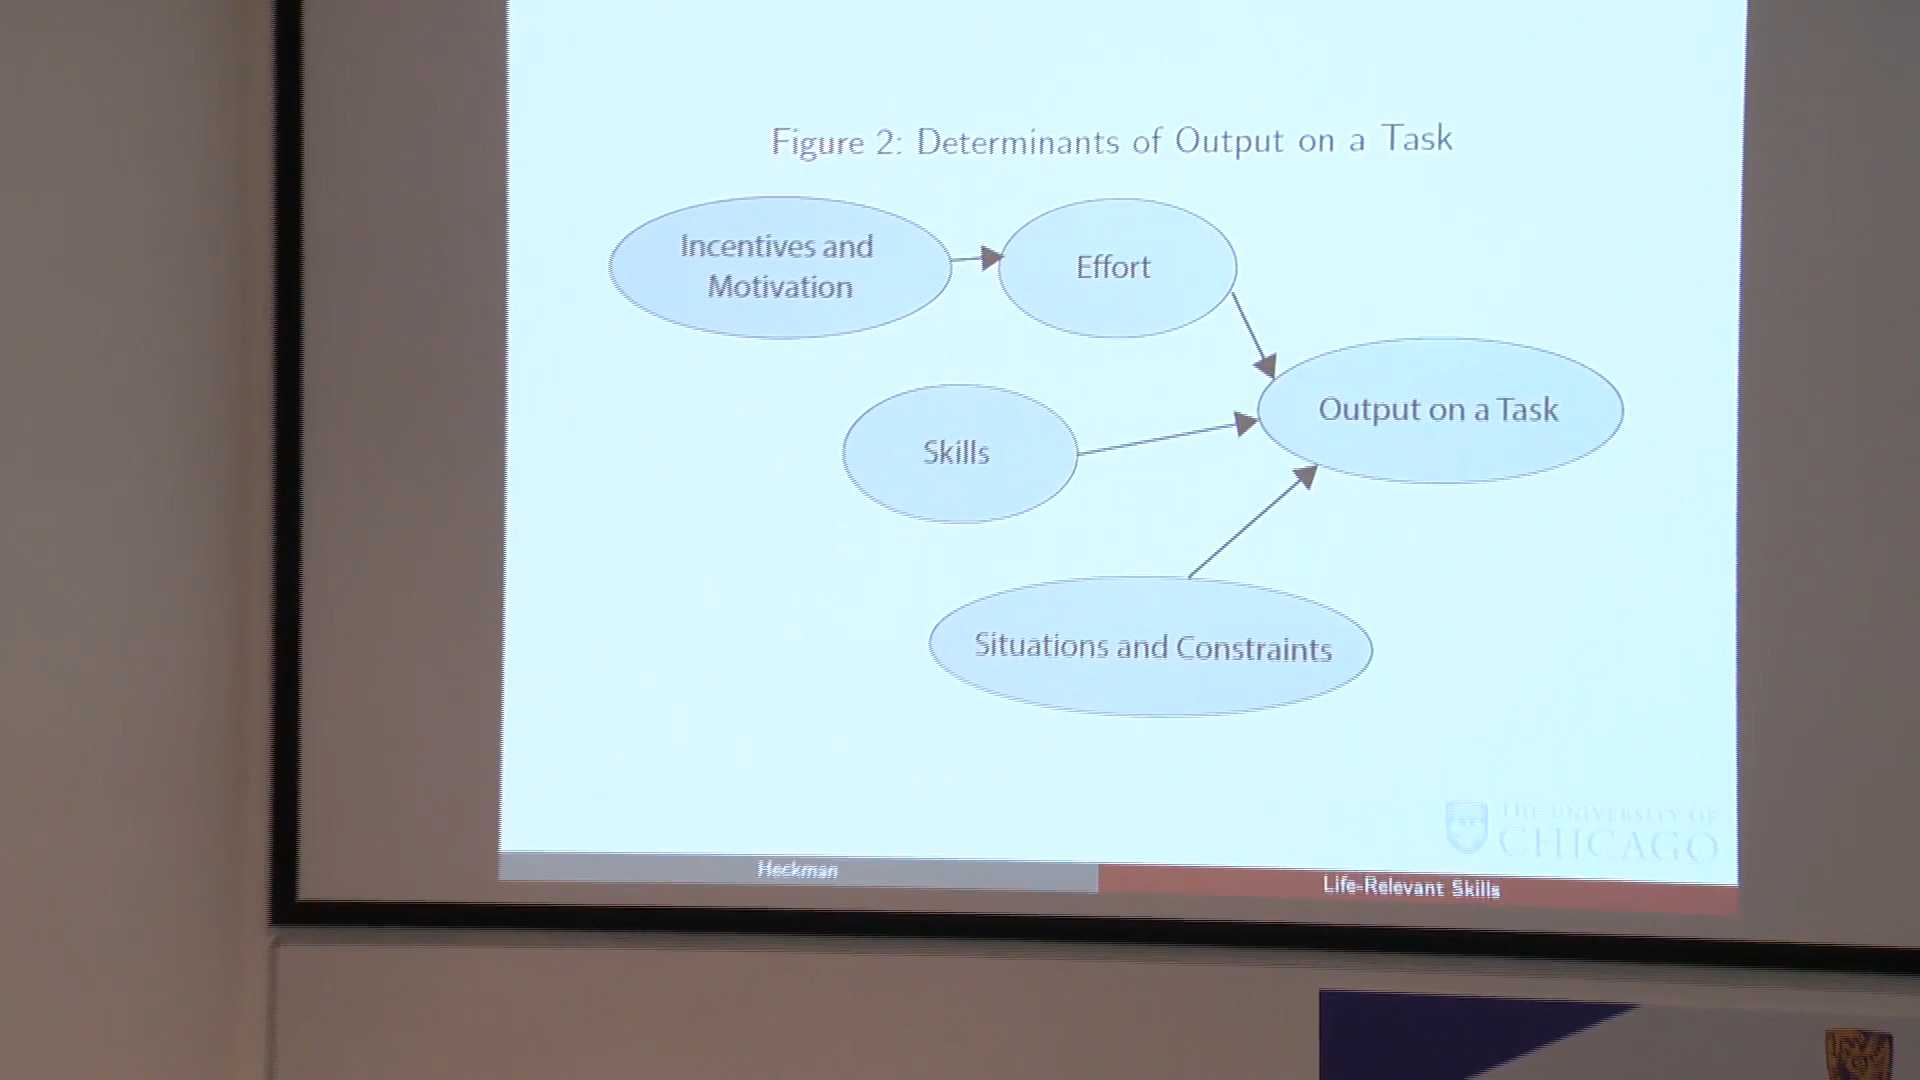 Figure 2: Determinants of Output on a Task
Incentives and
Motivation
Effort
Output on a Task
Skills
Situations and Constraints
THE UNIVERSITY OF
CHICAGO
Heckman
Life-Relevant Skills